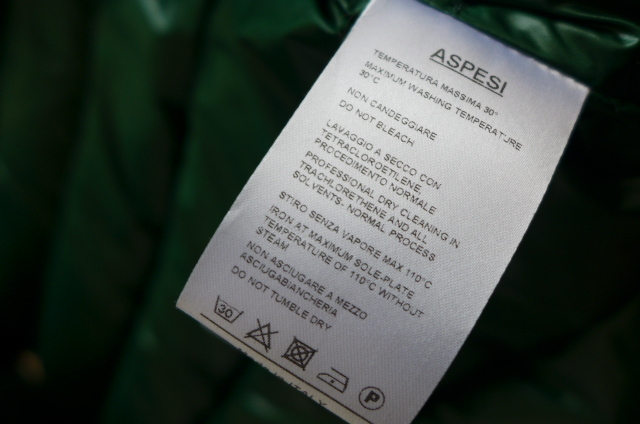 ASPESI
TEMPERATURA MASSIMA 30°
MAXIMUM WASHING TEMPERATURE
30°C
NON CANDEGGIARE
DO NOT BLEACH
LAVAGGIO A SECCO CON
TETRACLOROETILENE,
PROCEDIMENTO NORMALE
PROFESSIONAL DRY CLEANING IN
TRACHLORETHENE AND ALL
SOLVENTS- NORMAL PROCESS
STIRO SENZA VAPORE MAX 110°C
IRON AT MAXIMUM SOLE-PLATE
TEMPERATURE OF 110°C WITHOUT
STEAM
NON ASCIUGARE A MEZZO
ASCIUGABIANCHERIA
DO NOT TUMBLE DRY
30 P